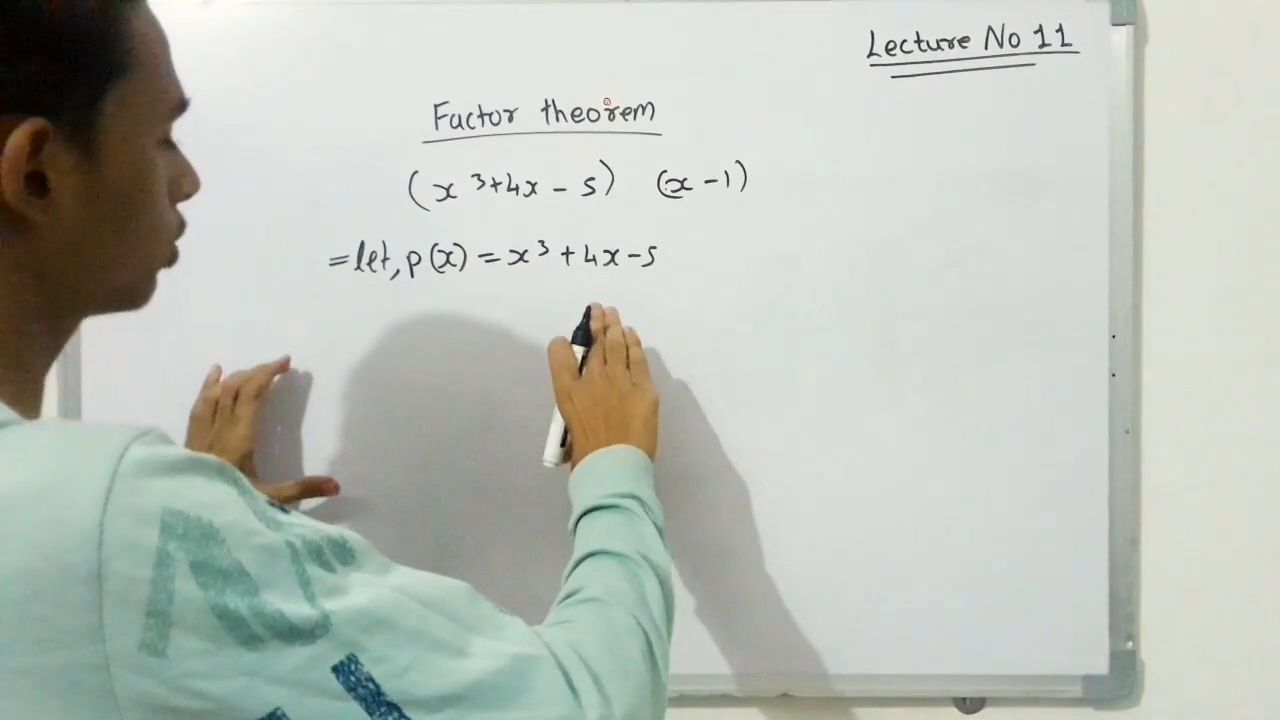 Lecture No 11
Factor theorem
(x³+4x-5) (x-1)
=let, p(x) = x³ + 4x - 5